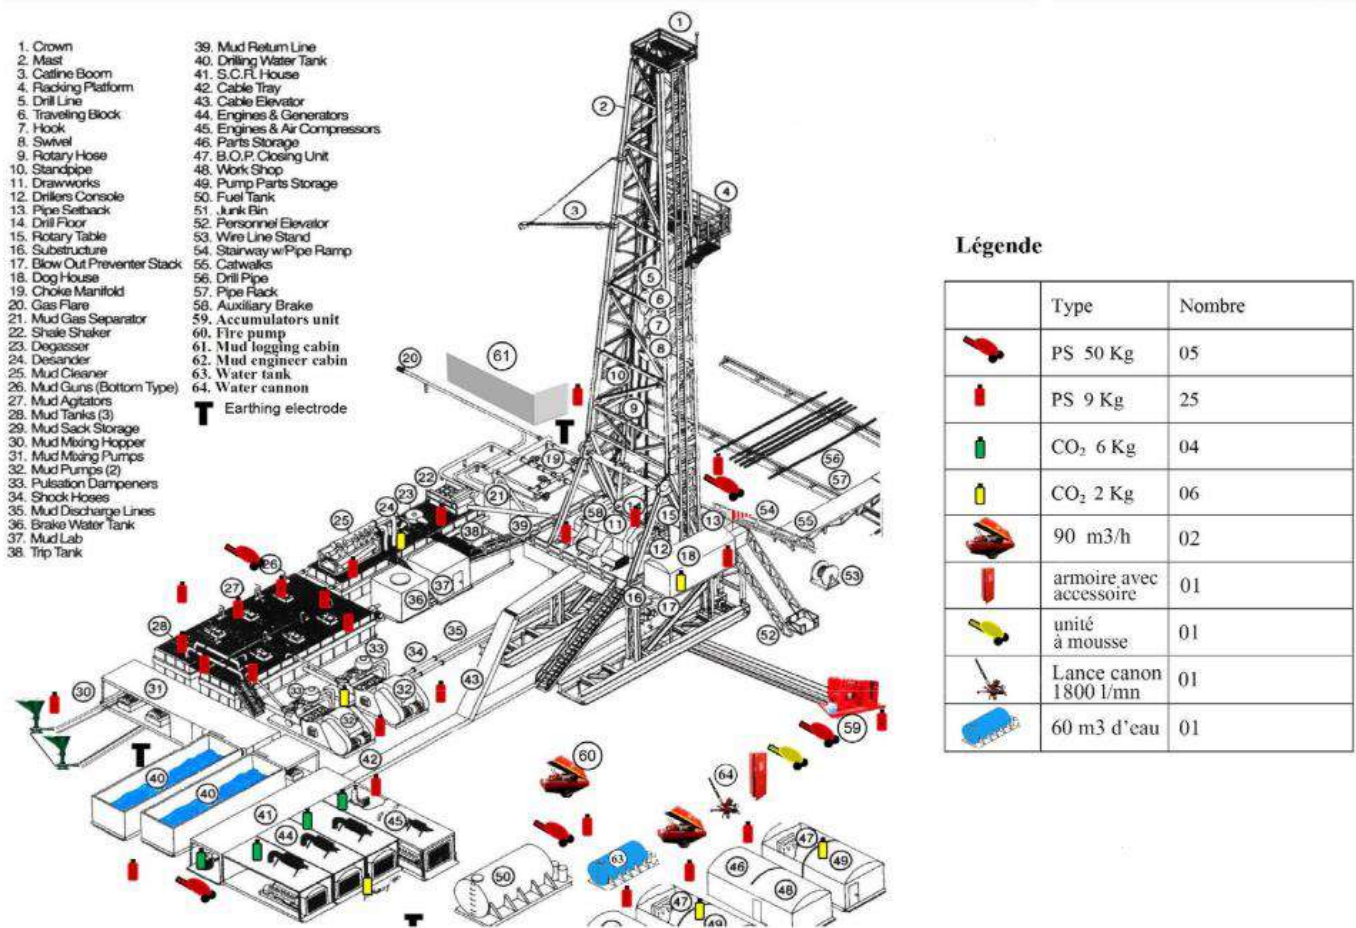 1. Crown
2. Mast
3. Catline Boom
4. Racking Platform
5. Drill Line
6. Traveling Block
7. Hook
8. Swivel
9. Rotary Hose
10. Standpipe
11. Drawworks
12. Drillers Console
13. Pipe Setback
14. Drill Floor
15. Rotary Table
16. Substructure
17. Blow Out Preventer Stack
18. Dog House
19. Choke Manifold
20. Gas Flare
21. Mud Gas Separator
22. Shale Shaker
23. Degasser
24. Desander
25. Mud Cleaner
26. Mud Guns (Bottom Type)
27. Mud Agitators
28. Mud Tanks (3)
29. Mud Sack Storage
30. Mud Mixing Hopper
31. Mud Mixing Pumps
32. Mud Pumps (2)
33. Pulsation Dampeners
34. Shock Hoses
35. Mud Discharge Lines
36. Brake Water Tank
37. Mud Lab
38. Trip Tank
39. Mud Return Line
40. Drilling Water Tank
41. S.C.R. House
42. Cable Tray
43. Cable Elevator
44. Engines & Generators
45. Engines & Air Compressors
46. Parts Storage
47. B.O.P. Closing Unit
48. Work Shop
49. Pump Parts Storage
50. Fuel Tank
51. Junk Bin
52. Personnel Elevator
53. Wire Line Stand
54. Stairway w/Pipe Ramp
55. Catwalks
56. Drill Pipe
57. Pipe Rack
58. Auxiliary Brake
59. Accumulators unit
60. Fire pump
61. Mud logging cabin
62. Mud engineer cabin
63. Water tank
64. Water cannon
T Earthing electrode
1
2
3
4
5
6
7
8
20
61
10
9
T
19
22
21
23
24
25
39
38
58
11
15
13
54
56
57
55
12
18
53
26
27
28
36
37
16
17
52
35
34
33
33
32
32
43
30
31
T
42
59
40
40
41
44
45
60
64
50
63
46
48
47
49
47
49
T
Légende
Type Nombre
PS 50 Kg 05
PS 9 Kg 25
CO₂ 6 Kg 04
CO₂ 2 Kg 06
90 m3/h 02
armoire avec
accessoire 01
unité
à mousse 01
Lance canon
1800 l/mn 01
60 m3 d'eau 01